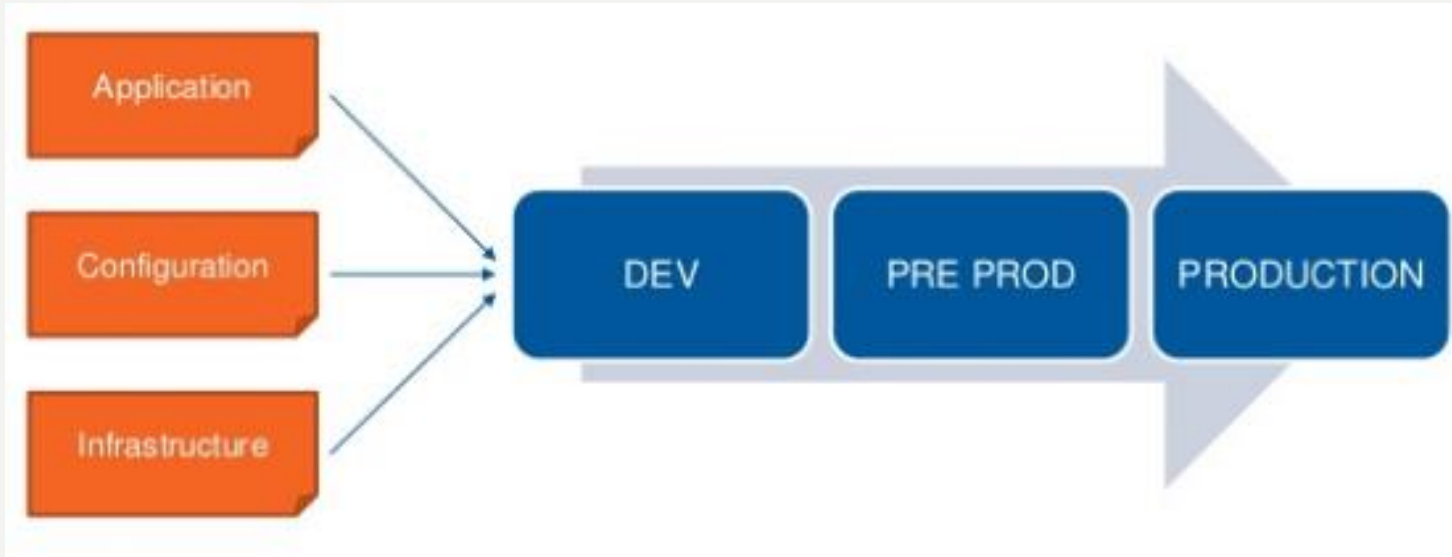 Application
Configuration
Infrastructure
DEV
PRE PROD
PRODUCTION